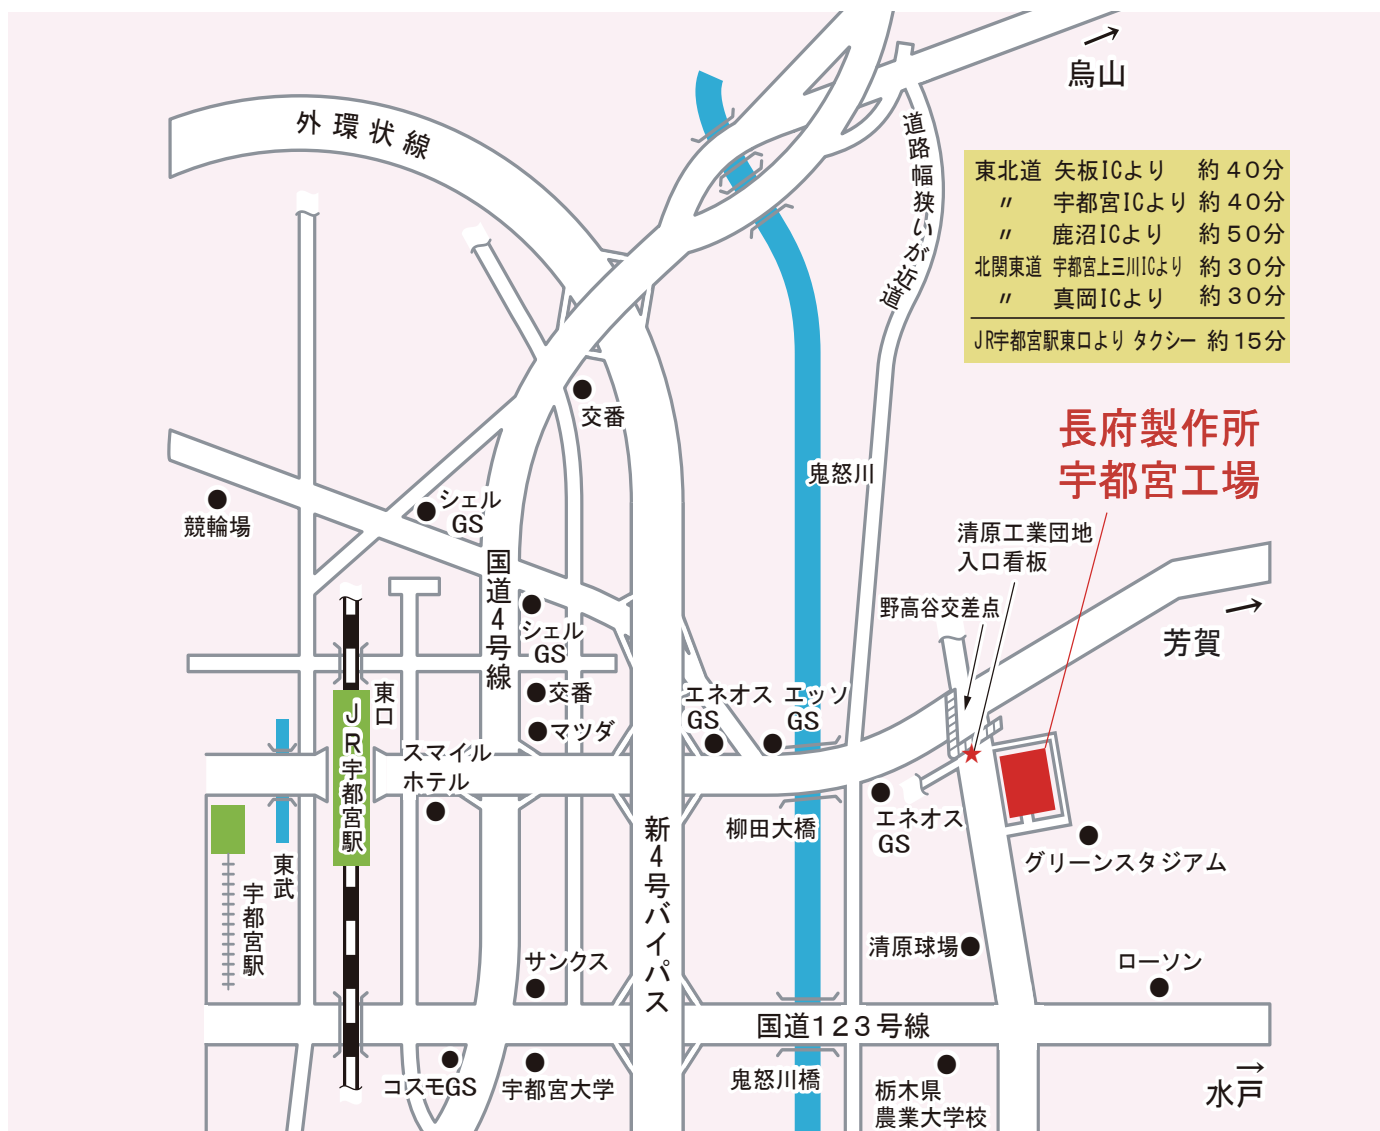 烏山
外環状線
道路幅狭いが近道
東北道 矢板ICより 約40分
〃 宇都宮ICより 約40分
〃 鹿沼ICより 約50分
北関東道 宇都宮上三川ICより 約30分
〃 真岡ICより 約30分
JR宇都宮駅東口より タクシー 約15分
交番
長府製作所
宇都宮工場
鬼怒川
シェル
GS
競輪場
清原工業団地
入口看板
国道4号線
野高谷交差点
シェル
GS
芳賀
東口
交番
エネオス
GS
エッソ
GS
JR宇都宮駅
マツダ
スマイル
ホテル
エネオス
GS
柳田大橋
新4号バイパス
グリーンスタジアム
東武
宇都宮駅
清原球場
サンクス
ローソン
国道123号線
コスモGS
宇都宮大学
鬼怒川橋
栃木県
農業大学校
水戸